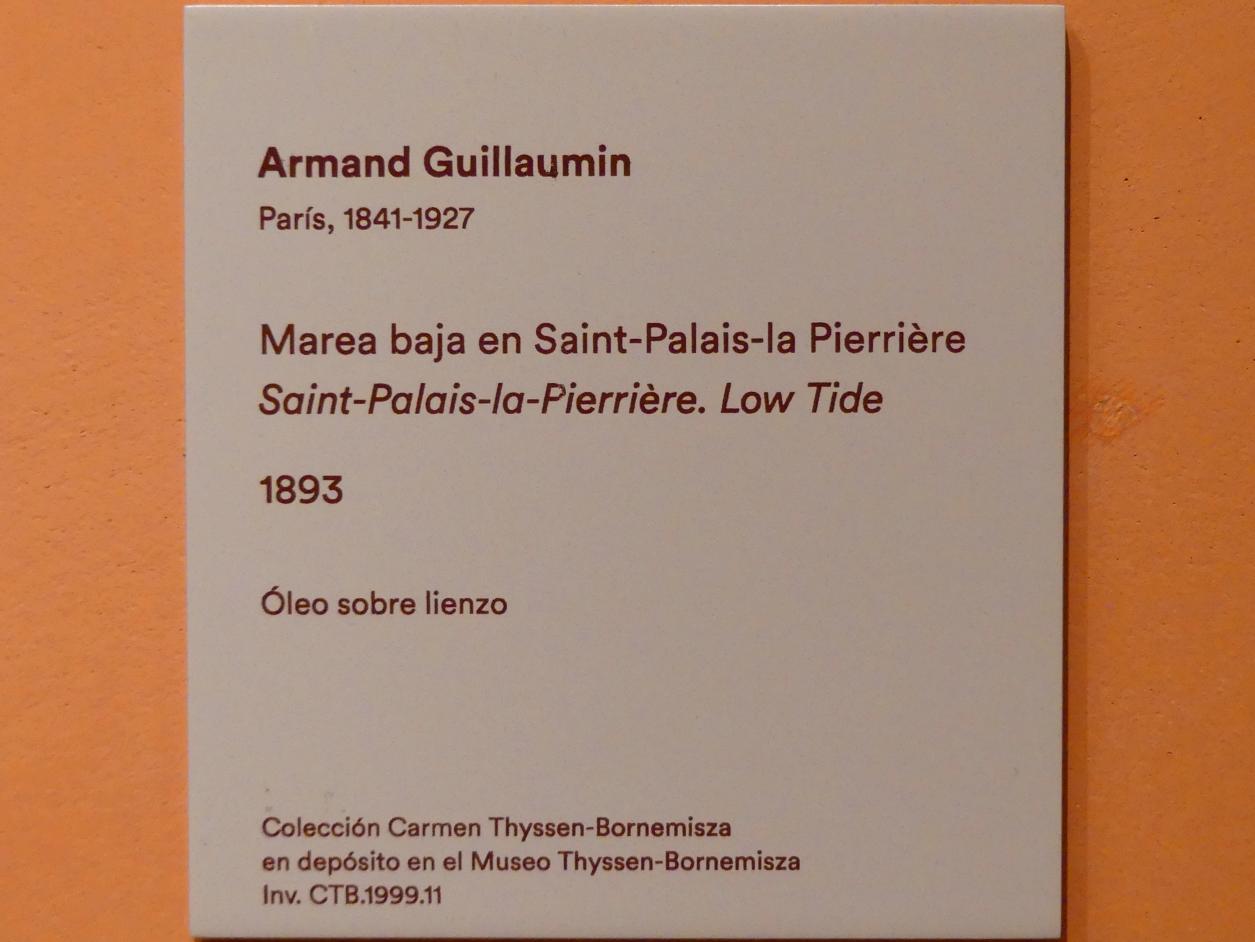 Armand Guillaumin
París, 1841-1927
Marea baja en Saint-Palais-la Pierrière
Saint-Palais-la-Pierrière. Low Tide
1893
Óleo sobre lienzo
Colección Carmen Thyssen-Bornemisza
en depósito en el Museo Thyssen-Bornemisza
Inv. CTB.1999.11